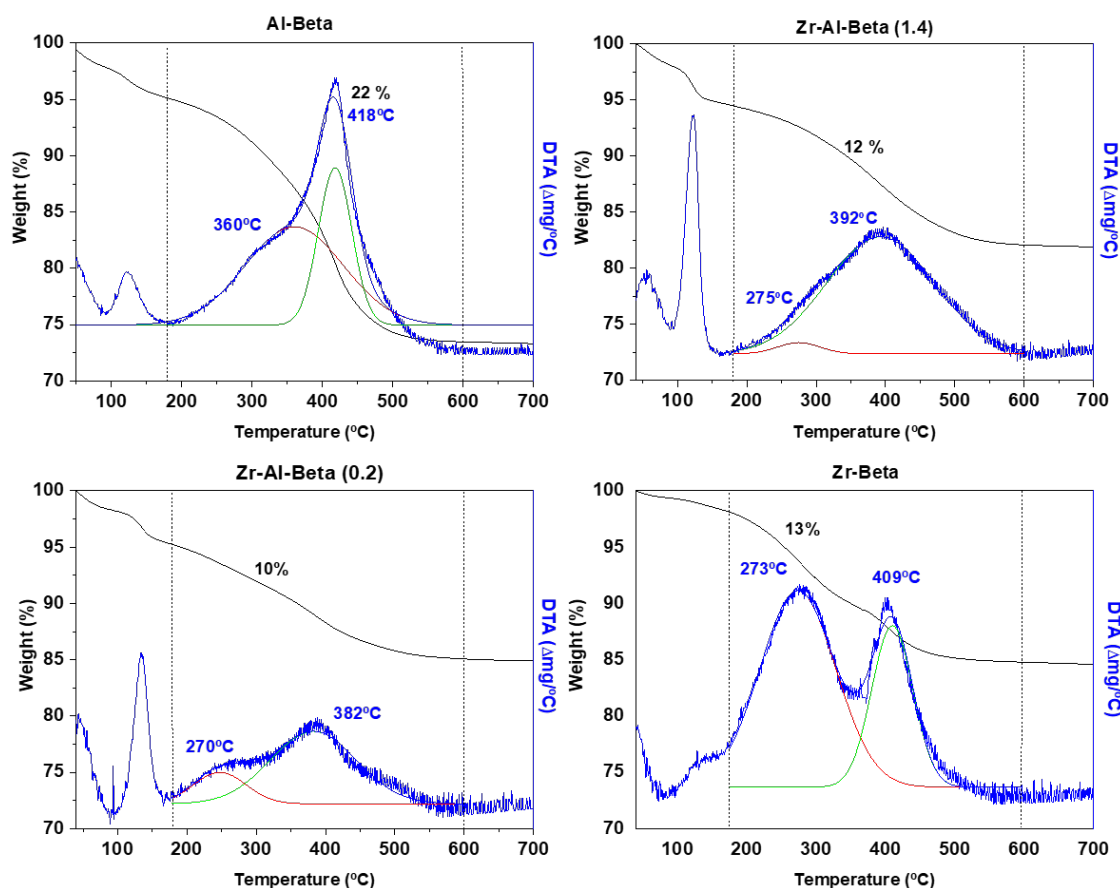 Al-Beta
100
95
90
85
80
75
70
Weight (%)
22 %
418ºC
360ºC
DTA (Δmg/ºC)
100 200 300 400 500 600 700
Temperature (ºC)
Zr-Al-Beta (1.4)
100
95
90
85
80
75
70
Weight (%)
12 %
392ºC
275ºC
DTA (Δmg/ºC)
100 200 300 400 500 600 700
Temperature (ºC)
Zr-Al-Beta (0.2)
100
95
90
85
80
75
70
Weight (%)
10%
382ºC
270ºC
DTA (Δmg/ºC)
100 200 300 400 500 600 700
Temperature (ºC)
Zr-Beta
100
95
90
85
80
75
70
Weight (%)
13%
273ºC
409ºC
DTA (Δmg/ºC)
100 200 300 400 500 600 700
Temperature (ºC)